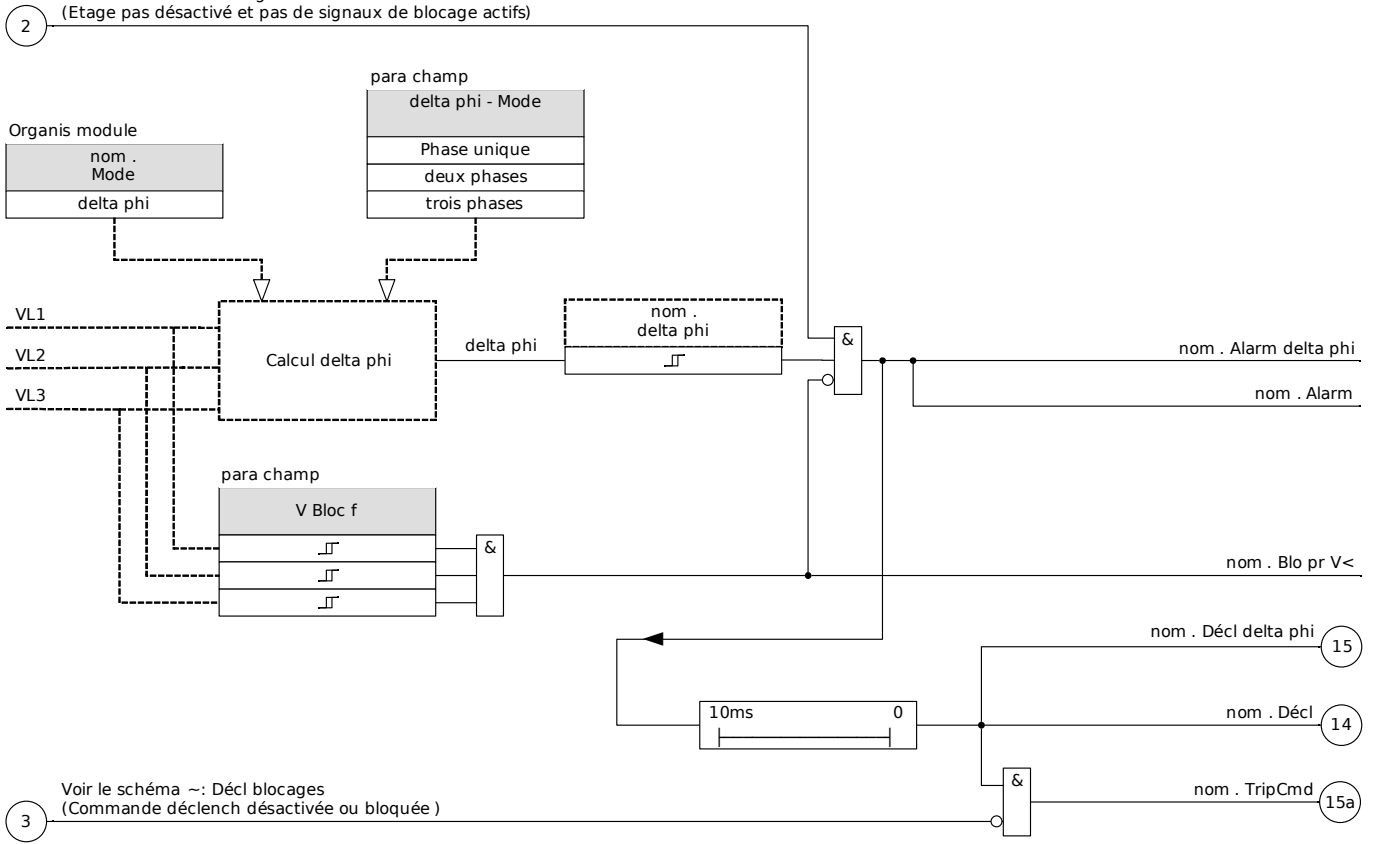 2
(Etage pas désactivé et pas de signaux de blocage actifs)
para champ
delta phi - Mode
Phase unique
deux phases
trois phases
Organis module
nom .
Mode
delta phi
VL1
VL2
VL3
Calcul delta phi
delta phi
nom .
delta phi
&
nom . Alarm delta phi
nom . Alarm
para champ
V Bloc f
&
nom . Blo pr V<
nom . Décl delta phi
15
10ms 0
nom . Décl
14
&
nom . TripCmd
15a
Voir le schéma ~: Décl blocages
(Commande déclench désactivée ou bloquée )
3